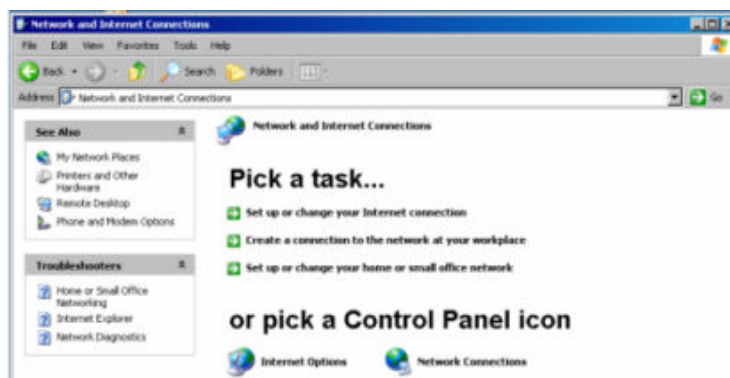 Network and Internet Connections
File Edit View Favorites Tools Help
Back Search Folders
Address Network and Internet Connections Go
See Also
My Network Places
Printers and Other
Hardware
Remote Desktop
Phone and Modem Options
Troubleshooters
Home or Small Office
Networking
Internet Explorer
Network Diagnostics
Network and Internet Connections
Pick a task...
Set up or change your Internet connection
Create a connection to the network at your workplace
Set up or change your home or small office network
or pick a Control Panel icon
Internet Options Network Connections